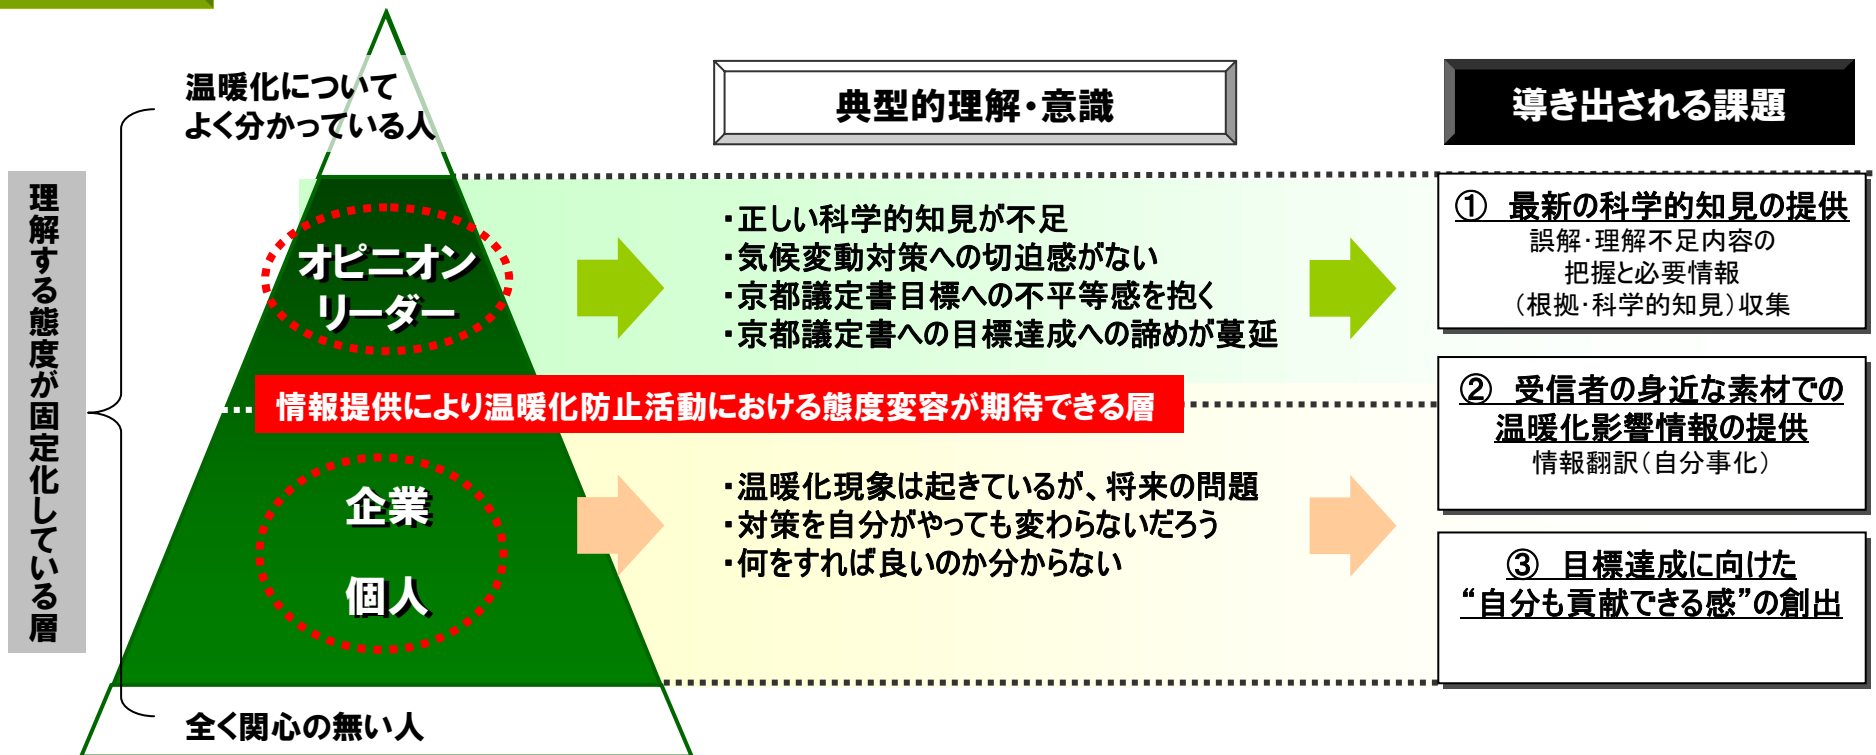 温暖化について
よく分かっている人
理解する態度が固定化している層
全く関心の無い人
オピニオン
リーダー
…情報提供により温暖化防止活動における態度変容が期待できる層
企業
個人
典型的理解・意識
・正しい科学的知見が不足
・気候変動対策への切迫感がない
・京都議定書目標への不平等感を抱く
・京都議定書への目標達成への諦めが蔓延
・温暖化現象は起きているが、将来の問題
・対策を自分がやっても変わらないだろう
・何をすれば良いのか分からない
導き出される課題
① 最新の科学的知見の提供
誤解・理解不足内容の
把握と必要情報
（根拠・科学的知見）収集
② 受信者の身近な素材での
温暖化影響情報の提供
情報翻訳（自分事化）
③ 目標達成に向けた
“自分も貢献できる感”の創出